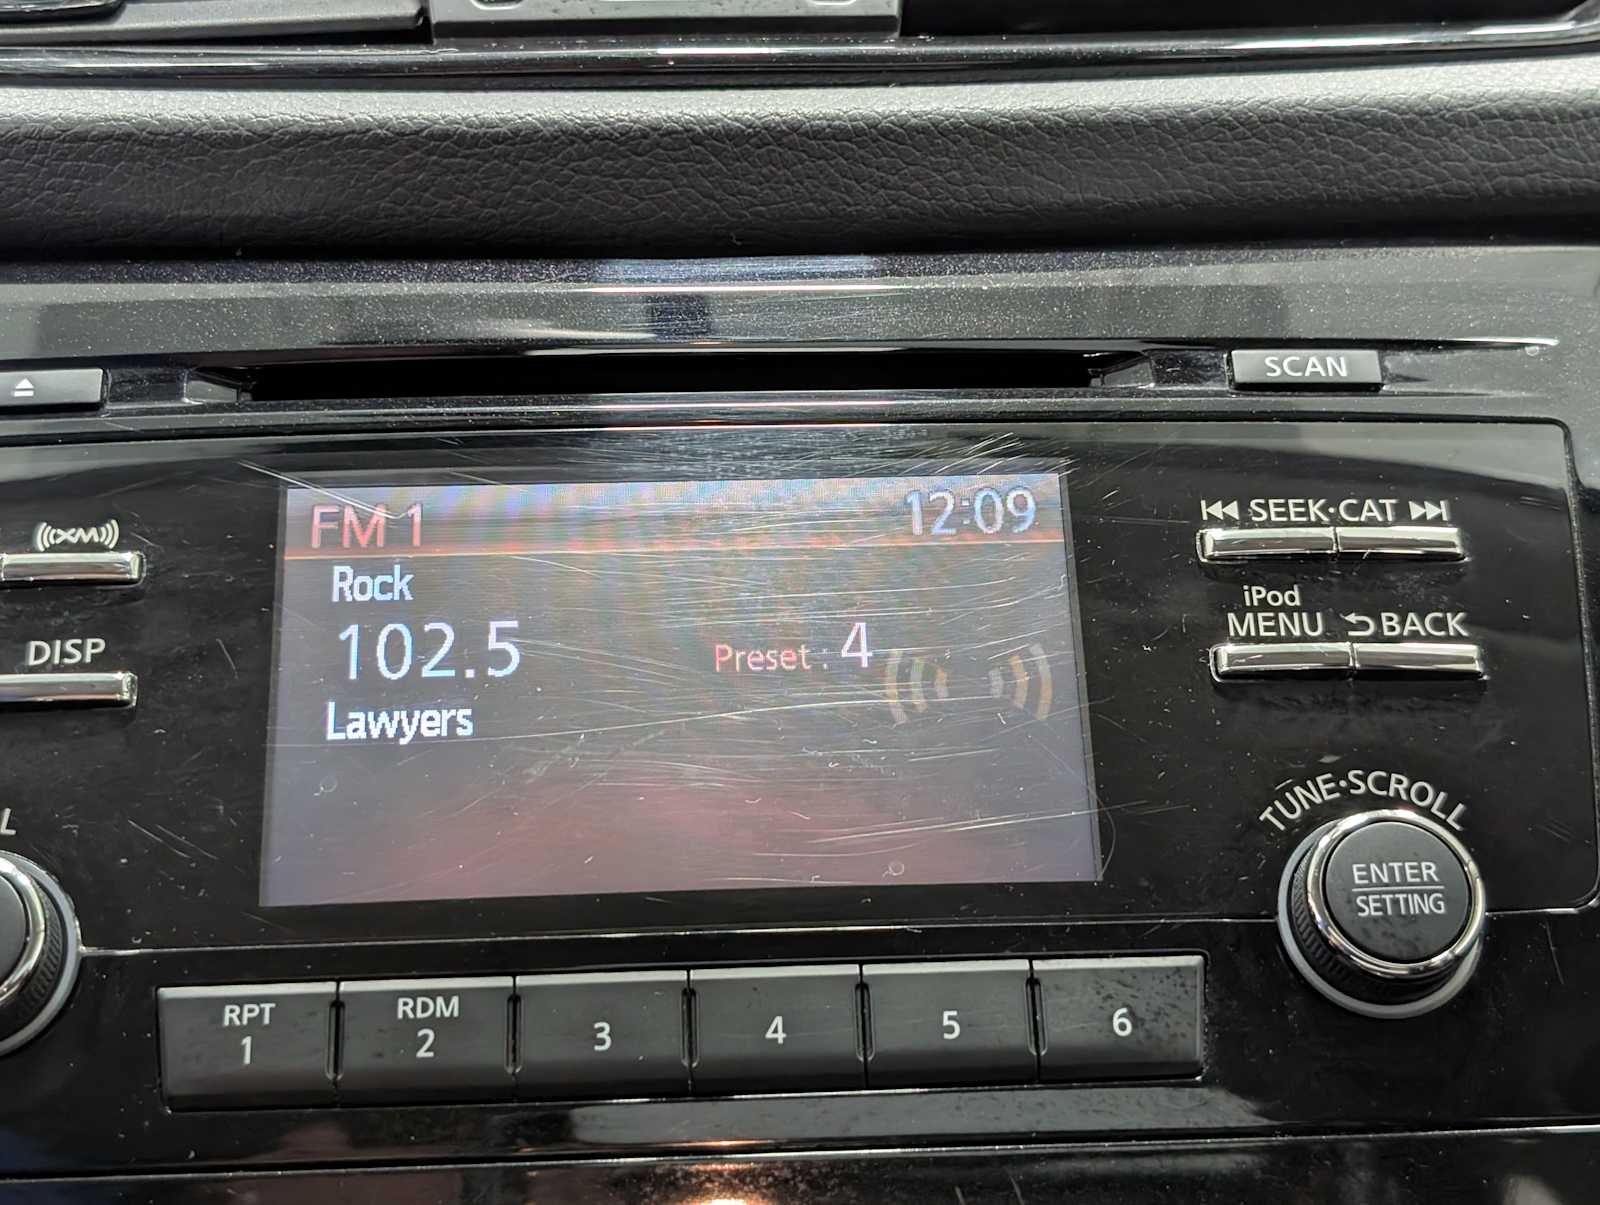 SCAN
FM 1 12:09
Rock
102.5 Preset : 4
Lawyers
((XM))
DISP
SEEK·CAT
iPod
MENU BACK
TUNE·SCROLL
ENTER
SETTING
L
RPT
1
RDM
2
3
4
5
6